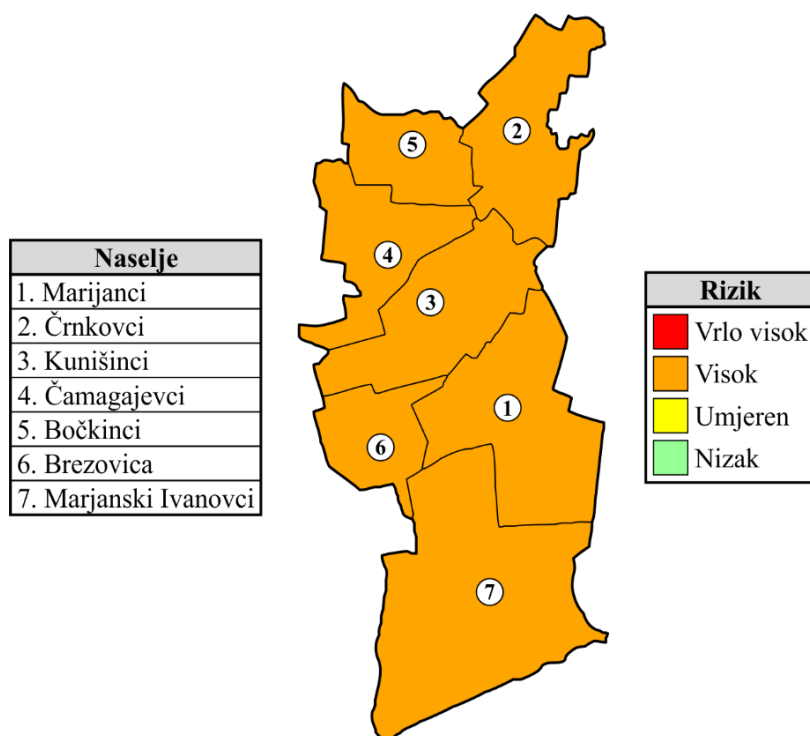 Naselje
1. Marijanci
2. Črnkovci
3. Kunišinci
4. Čamagajevci
5. Bočkinci
6. Brezovica
7. Marjanski Ivanovci
2
5
4
3
1
6
7
Rizik
Vrlo visok
Visok
Umjeren
Nizak